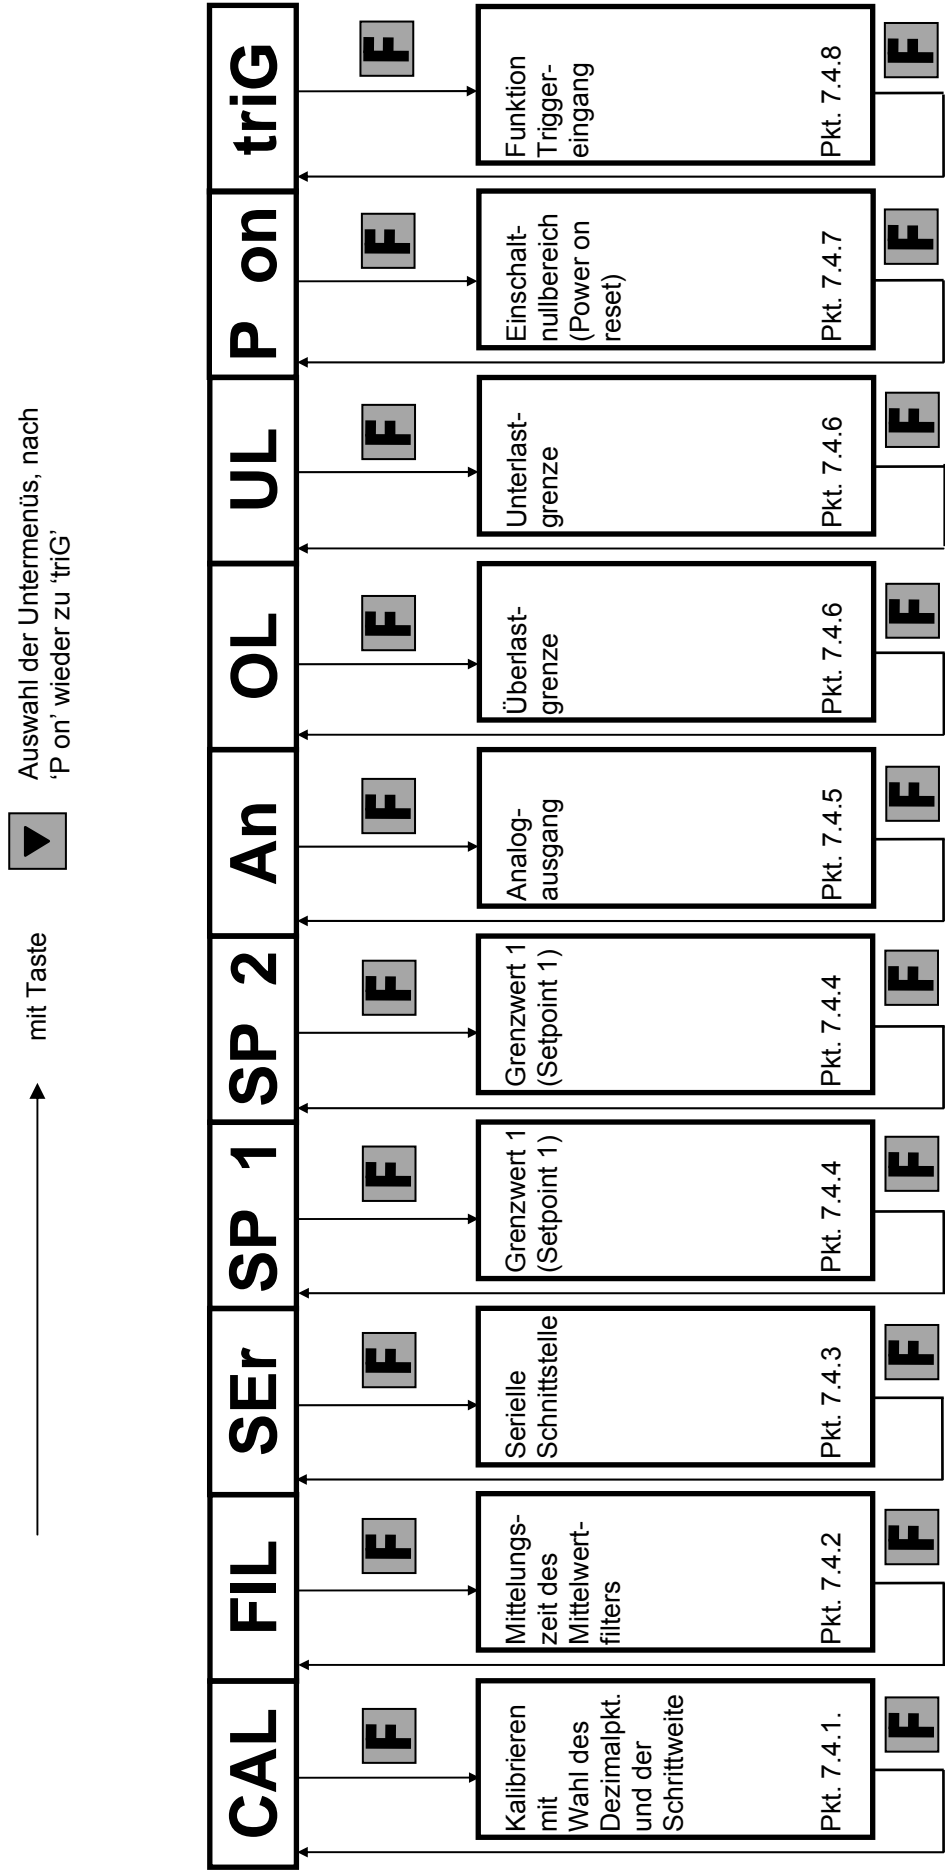 mit Taste
Auswahl der Untermenüs, nach
‘P on’ wieder zu ‘triG’
CAL
FIL
SEr
SP 1
SP 2
An
OL
UL
P on
triG
F
F
F
F
F
F
F
F
F
F
Kalibrieren
mit
Wahl des
Dezimalpkt.
und der
Schrittweite
Pkt. 7.4.1.
Mittelungs-
zeit des
Mittelwert-
filters
Pkt. 7.4.2
Serielle
Schnittstelle
Pkt. 7.4.3
Grenzwert 1
(Setpoint 1)
Pkt. 7.4.4
Grenzwert 1
(Setpoint 1)
Pkt. 7.4.4
Analog-
ausgang
Pkt. 7.4.5
Überlast-
grenze
Pkt. 7.4.6
Unterlast-
grenze
Pkt. 7.4.6
Einschalt-
nullbereich
(Power on
reset)
Pkt. 7.4.7
Funktion
Trigger-
eingang
Pkt. 7.4.8
F
F
F
F
F
F
F
F
F
F